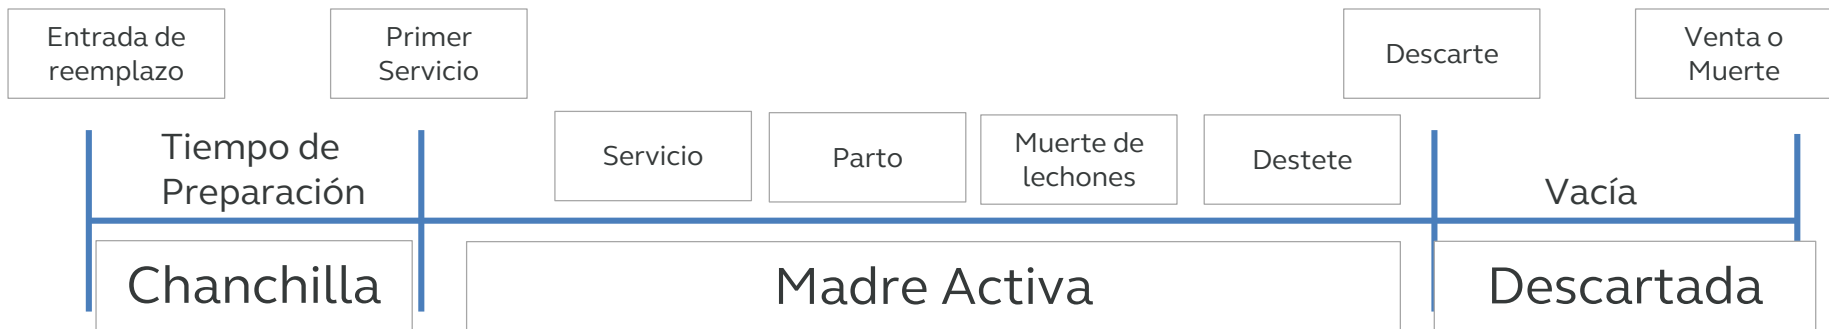 Entrada de
reemplazo
Primer
Servicio
Descarte
Venta o
Muerte
Tiempo de
Preparación
Servicio
Parto
Muerte de
lechones
Destete
Vacía
Chanchilla
Madre Activa
Descartada